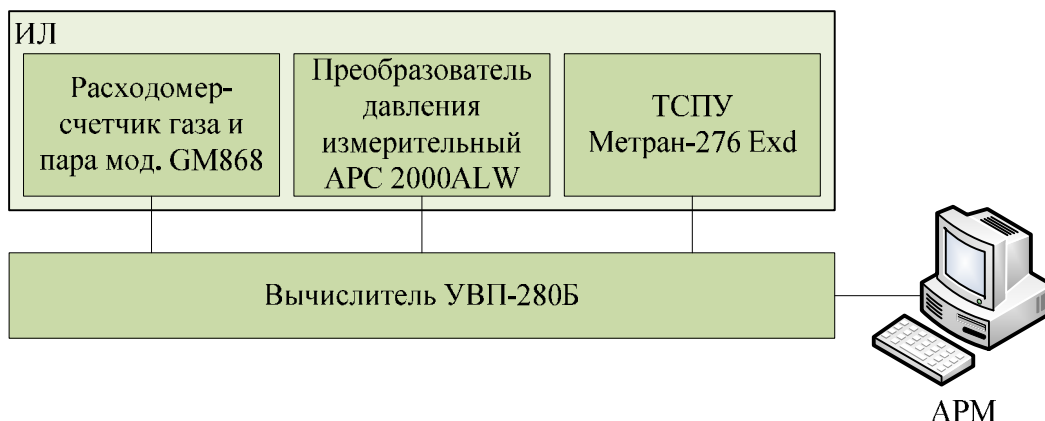 ИЛ
Расходомер-
счетчик газа и
пара мод. GM868
Преобразователь
давления
измерительный
АРС 2000ALW
ТСПУ
Метран-276 Exd
Вычислитель УВП-280Б
АРМ